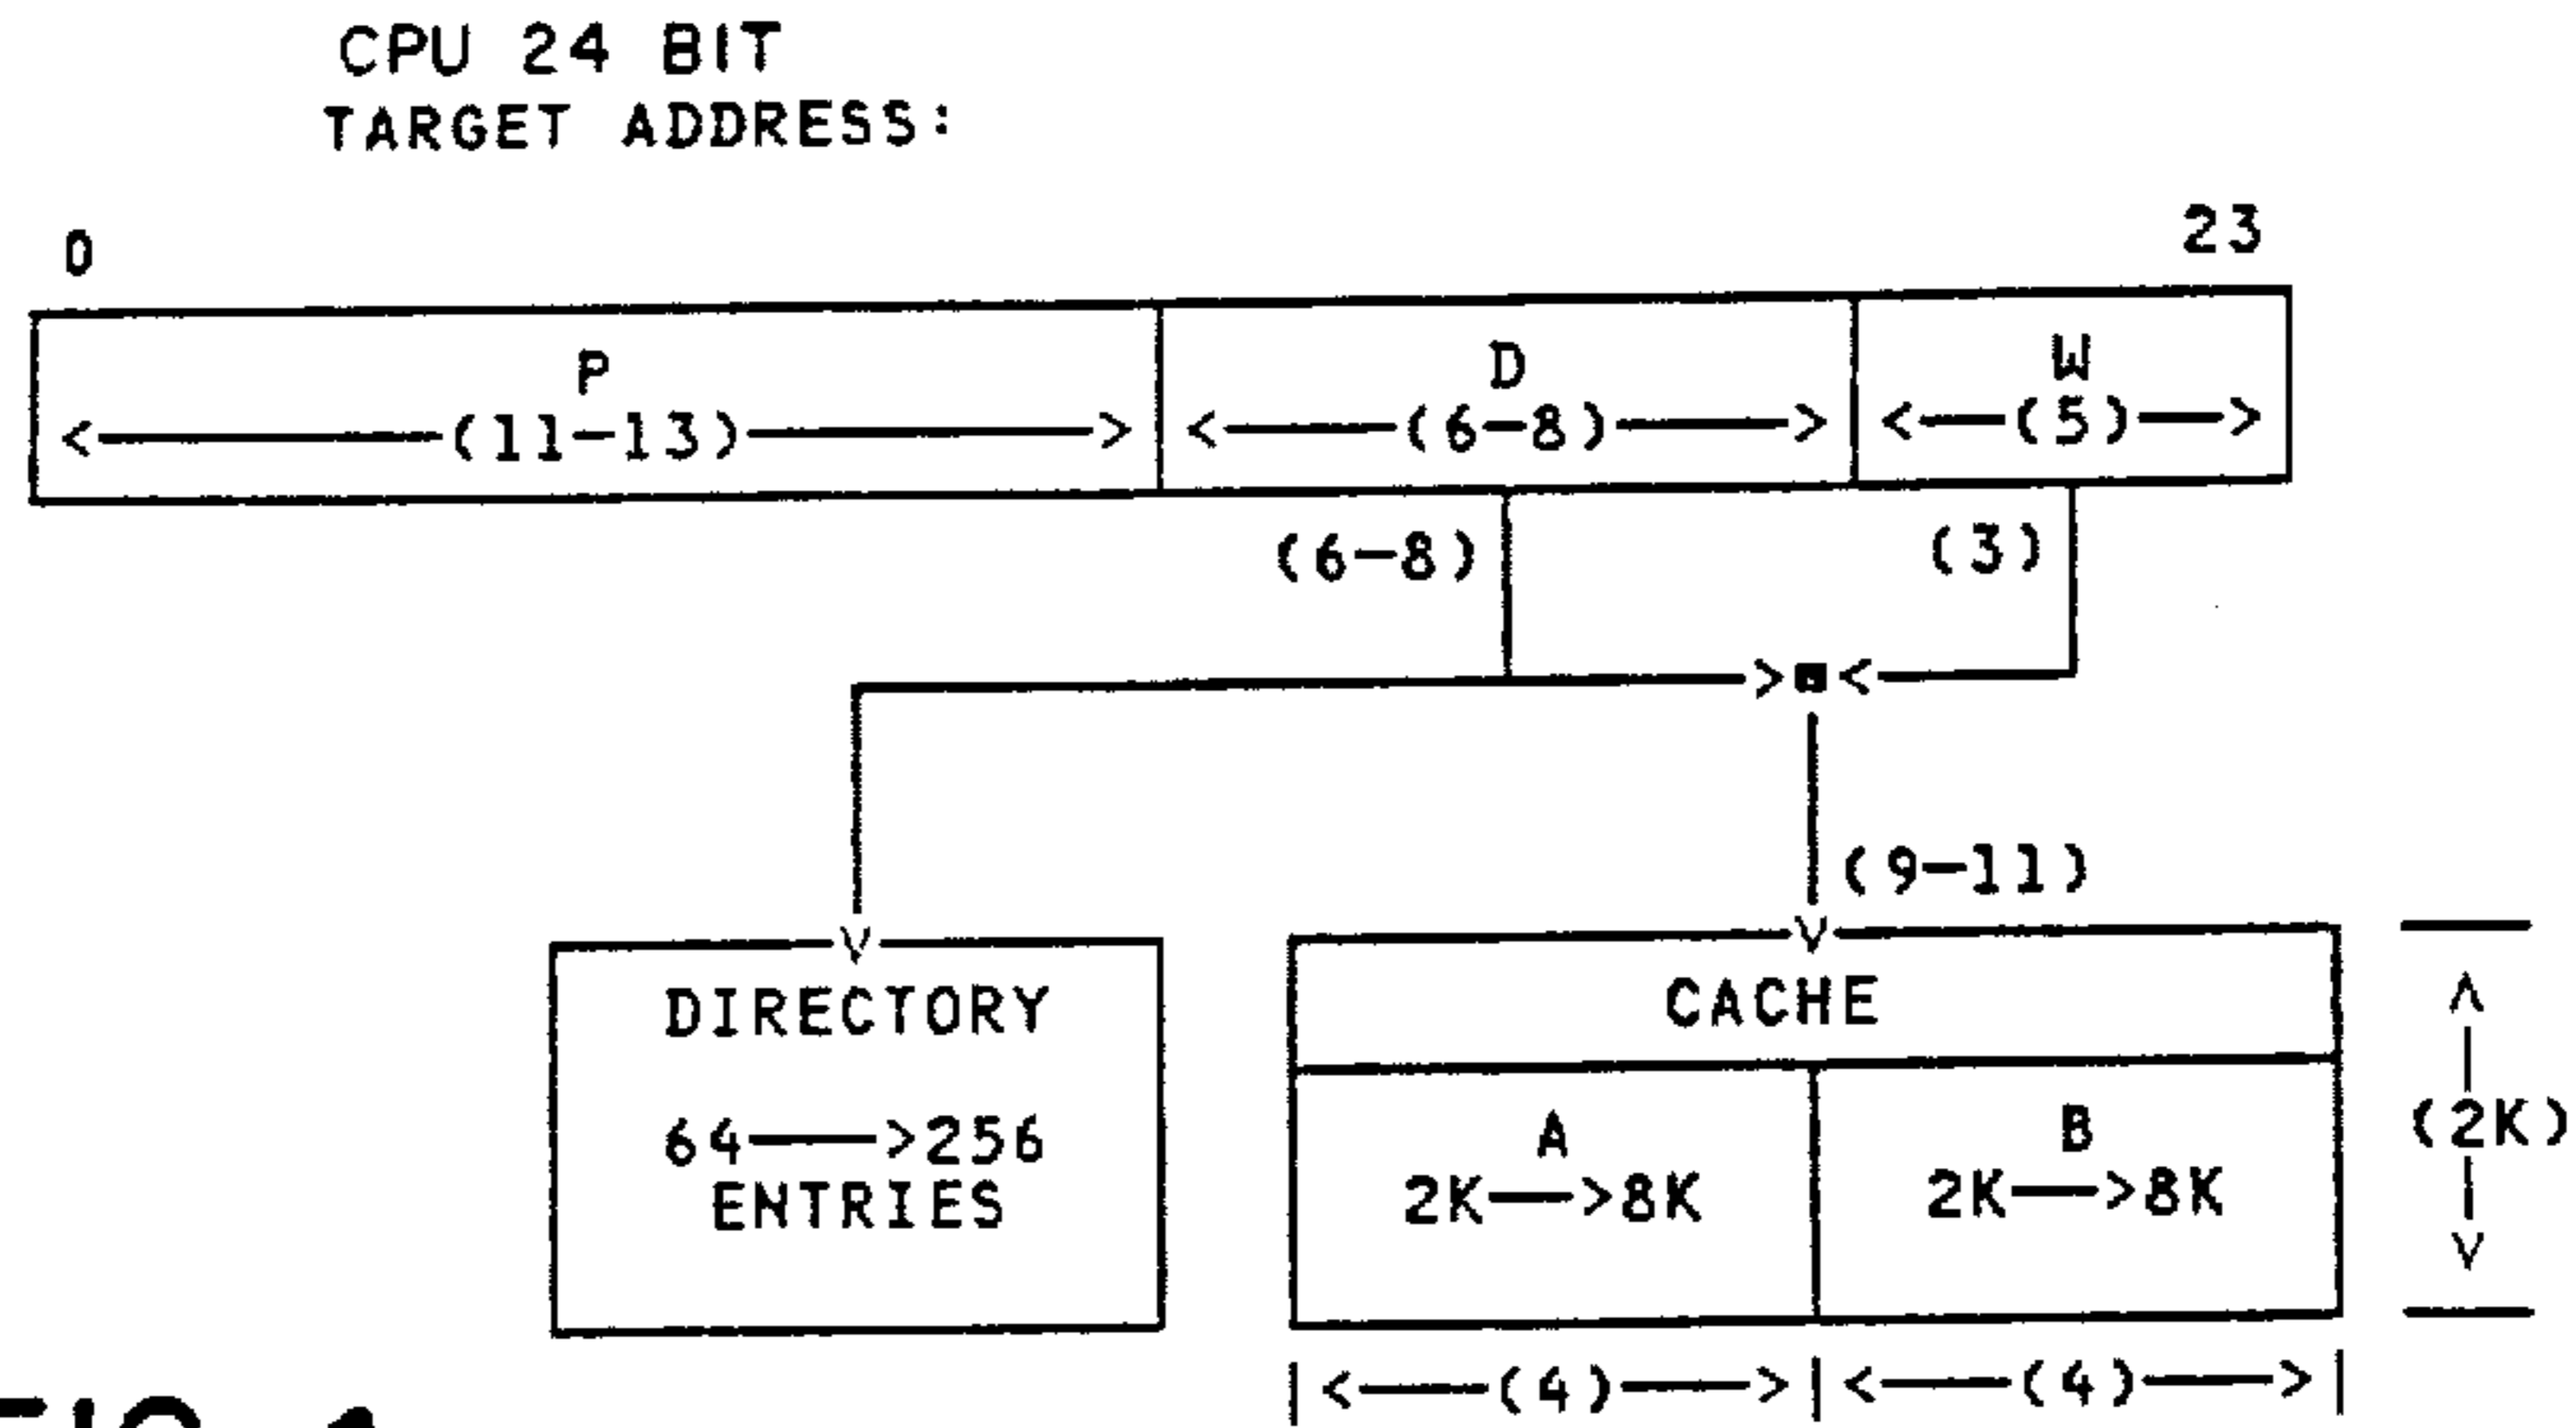 CPU 24 BIT
TARGET ADDRESS:
0 23
P D W
<——(11-13)——> <——(6-8)——> <—(5)—>
(6-8) (3)
> <
(9-11)
DIRECTORY CACHE
64——>256 A B (2K)
ENTRIES 2K—>8K 2K—>8K
|<——(4)——>|<——(4)——>|